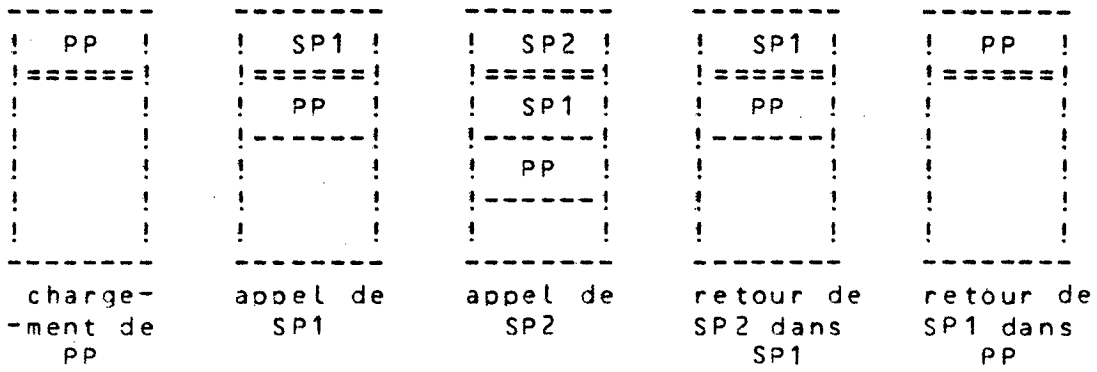 PP SP1 SP2 SP1 PP
PP SP1 PP
PP
charge- appel de appel de retour de retour de
-ment de SP1 SP2 SP2 dans SP1 dans
PP SP1 PP